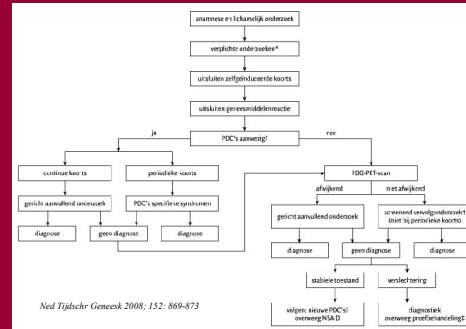 anamnese en lichamelijk onderzoek
verplichte onderzoeken*
uitsluiten zelfgeïnduceerde koorts
uitsluiten geneesmiddelenreactie
PDC's aanwezig?
ja
nee
continue koorts
periodieke koorts
FDG-PET-scan
afwijkend
niet afwijkend
gericht aanvullend onderzoek
PDC's specifieke syndromen
gericht aanvullend onderzoek
screenend vervolgonderzoek†
(niet bij periodieke koorts)
diagnose
geen diagnose
diagnose
diagnose
geen diagnose
diagnose
stabiele toestand
verslechtering
volgen: nieuwe PDC's?
overweeg NSAID
diagnostiek
overweeg proefbehandeling‡
Ned Tijdschr Geneesk 2008; 152: 869-873